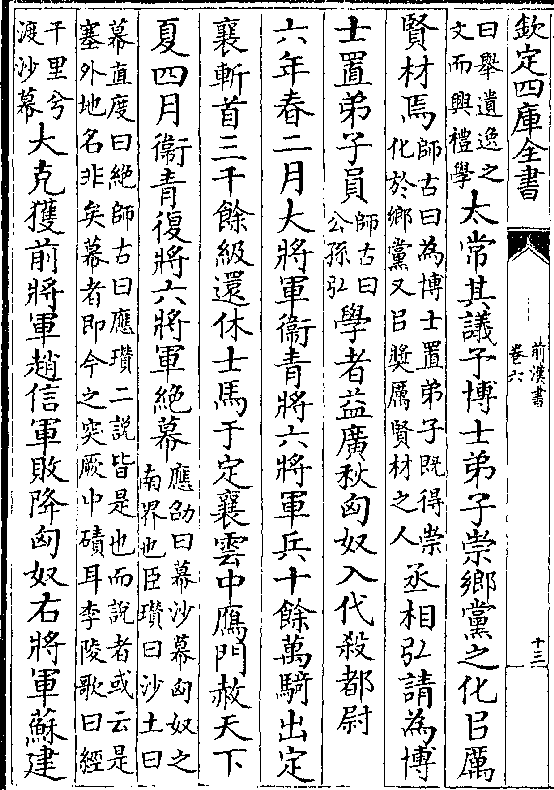 欽定四庫全書
前漢書
卷六
十三
曰舉遺逸之
文而興禮學
太常其議予博士弟子崇鄉黨之化㠯厲
賢材焉
師古曰為博士置弟子既得崇
化於鄉黨又㠯奬厲賢材之人
丞相弘請為博
士置弟子員
師古曰
公孫弘
學者益廣秋匈奴入代殺都尉
六年春二月大將軍衞青將六將軍兵十餘萬騎出定
襄斬首三千餘級還休士馬于定襄雲中鴈門赦天下
夏四月衞青復將六將軍絶幕
應劭曰幕沙幕匈奴之
南界也臣瓚曰沙土曰
幕直度曰絶師古曰應瓚二説皆是也而説者或云是
塞外地名非矣幕者即今之突厥中磧耳李陵歌曰經
千里兮
渡沙幕
大克獲前將軍趙信軍敗降匈奴右將軍蘇建